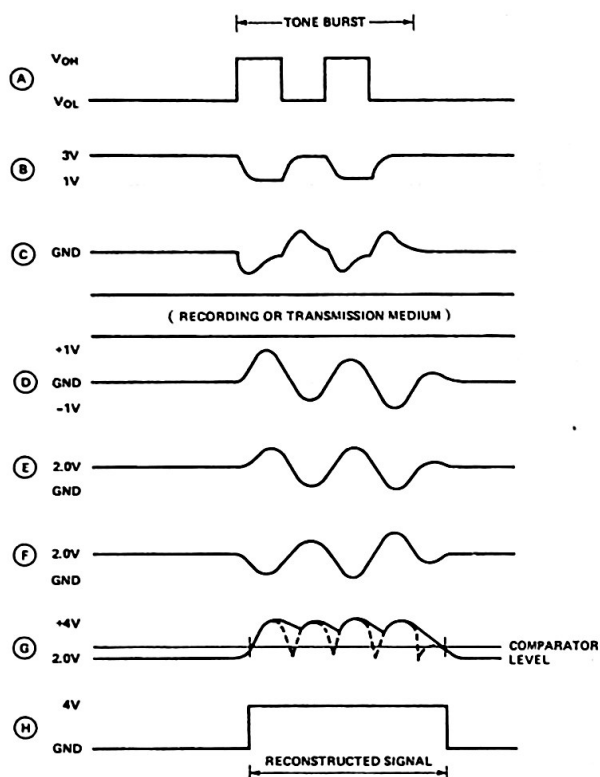 TONE BURST
A
VOH
VOL
B
3V
1V
C
GND
( RECORDING OR TRANSMISSION MEDIUM )
D
+1V
GND
-1V
E
2.0V
GND
F
2.0V
GND
G
+4V
2.0V
COMPARATOR
LEVEL
H
4V
GND
RECONSTRUCTED SIGNAL